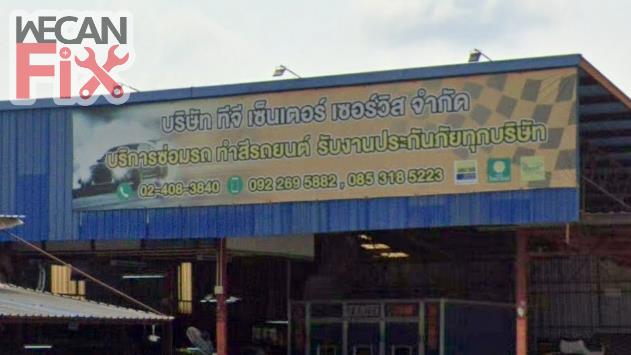 WECAN
Fix
บริษัท ทีจี เซ็นเตอร์ เซอร์วิส จำกัด
บริการซ่อมรถ ทำสีรถยนต์ รับงานประกันภัยทุกบริษัท
02-408-3840 092 269 5882 , 085 318 5223